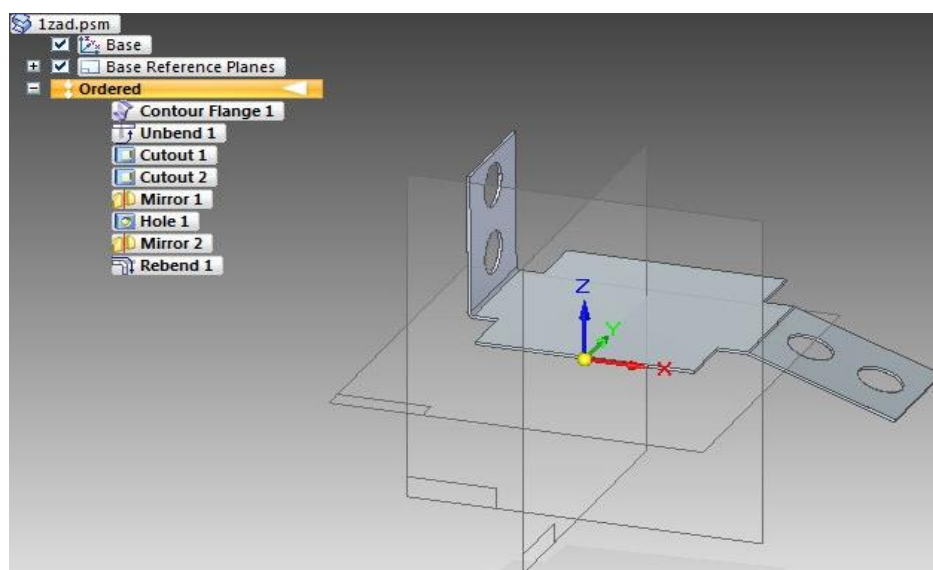 1zad.psm
Base
Base Reference Planes
Ordered
Contour Flange 1
Unbend 1
Cutout 1
Cutout 2
Mirror 1
Hole 1
Mirror 2
Rebend 1
Z
Y
X